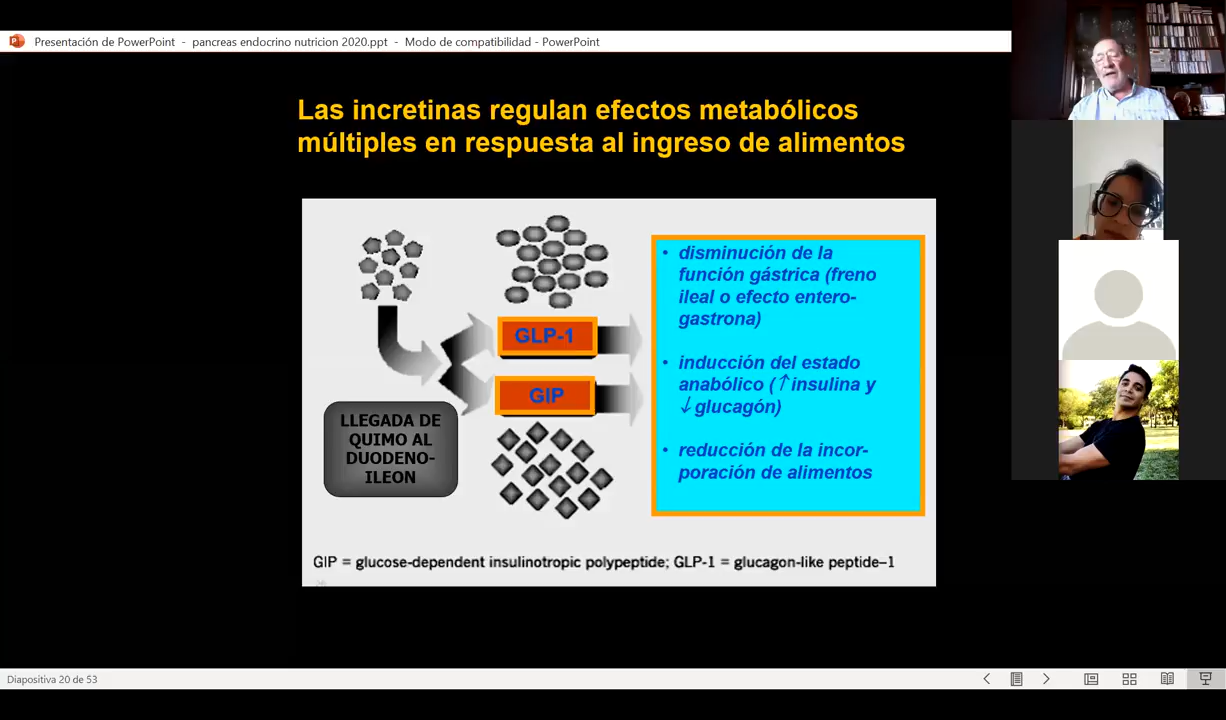 Presentación de PowerPoint - pancreas endocrino nutricion 2020.ppt - Modo de compatibilidad - PowerPoint
Las incretinas regulan efectos metabólicos
múltiples en respuesta al ingreso de alimentos
LLEGADA DE
QUIMO AL
DUODENO-
ILEON
GLP-1
GIP
• disminución de la
función gástrica (freno
ileal o efecto entero-
gastrona)
• inducción del estado
anabólico (↑insulina y
↓glucagón)
• reducción de la incor-
poración de alimentos
GIP = glucose-dependent insulinotropic polypeptide; GLP-1 = glucagon-like peptide–1
Diapositiva 20 de 53